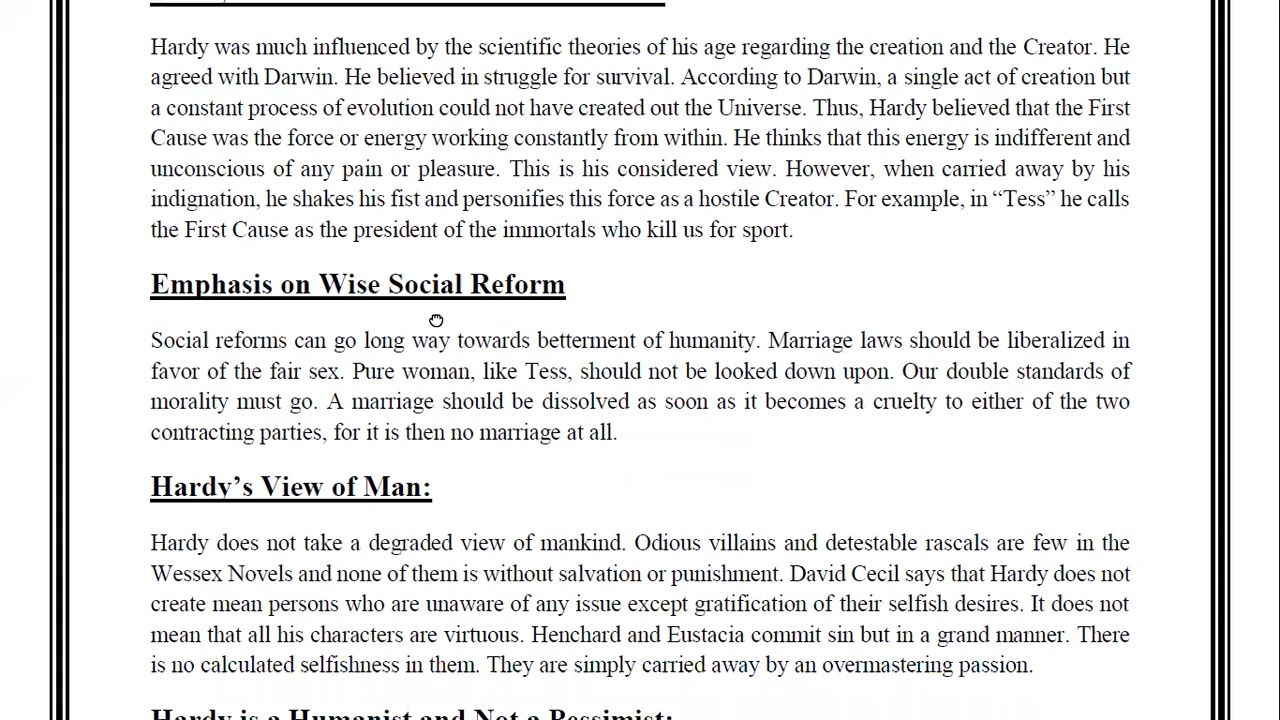 Hardy was much influenced by the scientific theories of his age regarding the creation and the Creator. He
agreed with Darwin. He believed in struggle for survival. According to Darwin, a single act of creation but
a constant process of evolution could not have created out the Universe. Thus, Hardy believed that the First
Cause was the force or energy working constantly from within. He thinks that this energy is indifferent and
unconscious of any pain or pleasure. This is his considered view. However, when carried away by his
indignation, he shakes his fist and personifies this force as a hostile Creator. For example, in “Tess” he calls
the First Cause as the president of the immortals who kill us for sport.
Emphasis on Wise Social Reform
Social reforms can go long way towards betterment of humanity. Marriage laws should be liberalized in
favor of the fair sex. Pure woman, like Tess, should not be looked down upon. Our double standards of
morality must go. A marriage should be dissolved as soon as it becomes a cruelty to either of the two
contracting parties, for it is then no marriage at all.
Hardy’s View of Man:
Hardy does not take a degraded view of mankind. Odious villains and detestable rascals are few in the
Wessex Novels and none of them is without salvation or punishment. David Cecil says that Hardy does not
create mean persons who are unaware of any issue except gratification of their selfish desires. It does not
mean that all his characters are virtuous. Henchard and Eustacia commit sin but in a grand manner. There
is no calculated selfishness in them. They are simply carried away by an overmastering passion.
Hardy is a Humanist and Not a Pessimist: